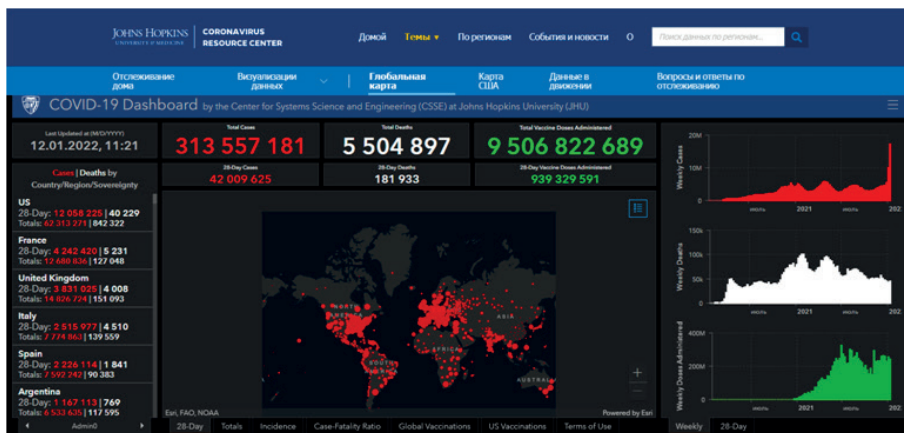 JOHNS HOPKINS
UNIVERSITY & MEDICINE
CORONAVIRUS
RESOURCE CENTER
Домой
Темы
По регионам
События и новости
О
Поиск данных по регионам...
Отслеживание
дома
Визуализации
данных
Глобальная
карта
Карта
США
Данные в
движении
Вопросы и ответы по
отслеживанию
COVID-19 Dashboard by the Center for Systems Science and Engineering (CSSE) at Johns Hopkins University (JHU)
Last Updated at (M/D/YYYY)
12.01.2022, 11:21
Cases | Deaths by
Country/Region/Sovereignty
US
28-Day: 12 058 225 | 40 229
Totals: 62 313 271 | 842 322
France
28-Day: 4 242 420 | 5 231
Totals: 12 680 836 | 127 048
United Kingdom
28-Day: 3 831 025 | 4 008
Totals: 14 826 724 | 151 093
Italy
28-Day: 2 515 977 | 4 510
Totals: 7 774 863 | 139 559
Spain
28-Day: 2 226 114 | 1 841
Totals: 7 592 242 | 90 383
Argentina
28-Day: 1 167 113 | 769
Totals: 6 533 635 | 117 595
Admin0
Total Cases
313 557 181
Total Deaths
5 504 897
Total Vaccine Doses Administered
9 506 822 689
28-Day Cases
42 009 625
28-Day Deaths
181 933
28-Day Vaccine Doses Administered
939 329 591
NORTH
AMERICA
SOUTH
AMERICA
AFRICA
ASIA
AUSTRAL
Esri, FAO, NOAA
Powered by Esri
28-Day
Totals
Incidence
Case-Fatality Ratio
Global Vaccinations
US Vaccinations
Terms of Use
Weekly Cases
20M
10M
0
2021
202
Weekly Deaths
150k
100k
50k
0
2021
202
Weekly Doses Administered
400M
200M
0
2021
202
Weekly
28-Day